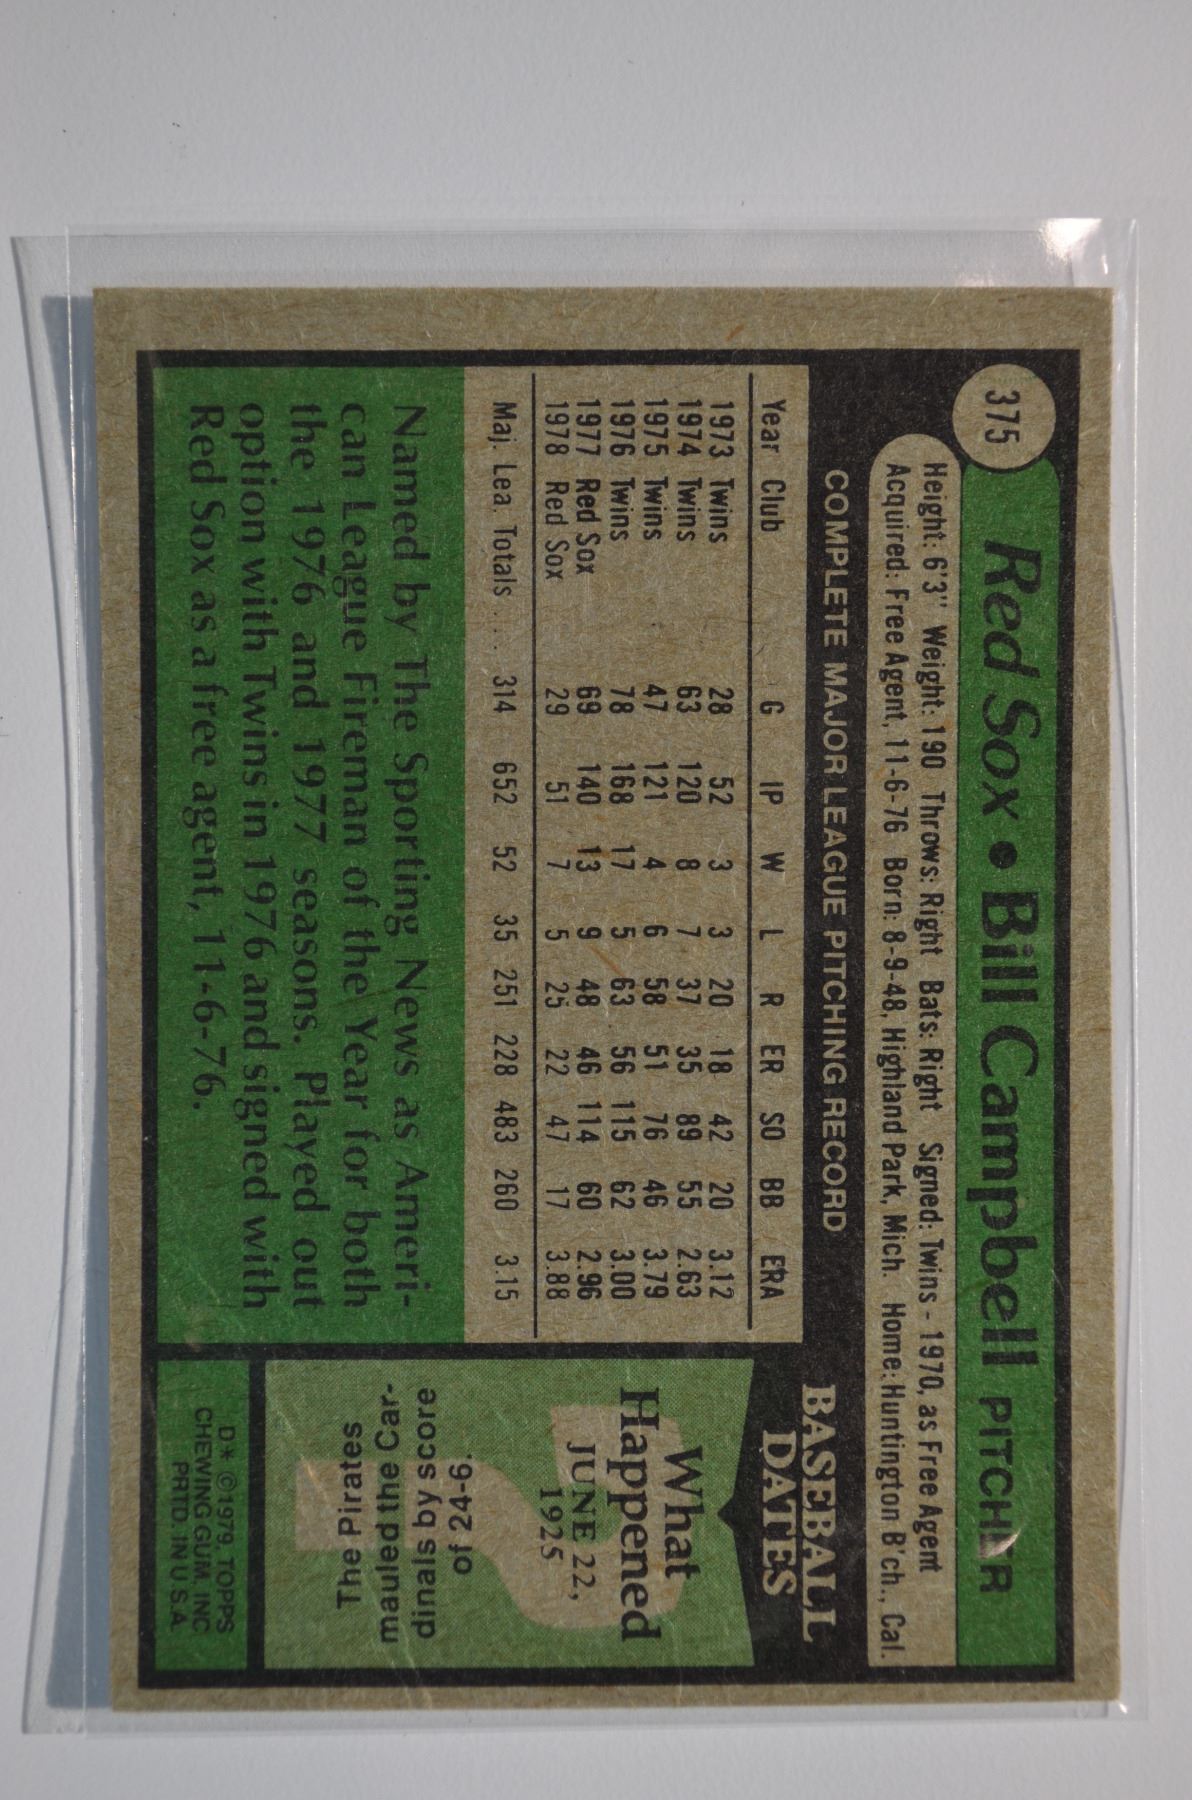 375
Red Sox • Bill Campbell PITCHER
Height: 6'3" Weight: 190 Throws: Right Bats: Right Signed: Twins - 1970, as Free Agent
Acquired: Free Agent, 11-6-76 Born: 8-9-48, Highland Park, Mich. Home: Huntington B'ch., Cal.
COMPLETE MAJOR LEAGUE PITCHING RECORD
Year Club G IP W L R ER SO BB ERA
1973 Twins 28 52 3 3 20 18 42 20 3.12
1974 Twins 63 120 8 7 37 35 89 55 2.63
1975 Twins 47 121 4 6 58 51 76 46 3.79
1976 Twins 78 168 17 5 63 56 115 62 3.00
1977 Red Sox 69 140 13 9 48 46 114 60 2.96
1978 Red Sox 29 51 7 5 25 22 47 17 3.88
Maj. Lea. Totals .... 314 652 52 35 251 228 483 260 3.15
Named by The Sporting News as Ameri-
can League Fireman of the Year for both
the 1976 and 1977 seasons. Played out
option with Twins in 1976 and signed with
Red Sox as a free agent, 11-6-76.
BASEBALL
DATES
What
Happened
JUNE 22,
1925
The Pirates
mauled the Car-
dinals by score
of 24-6.
D* ©1979, TOPPS
CHEWING GUM, INC.
PRTD. IN U.S.A.